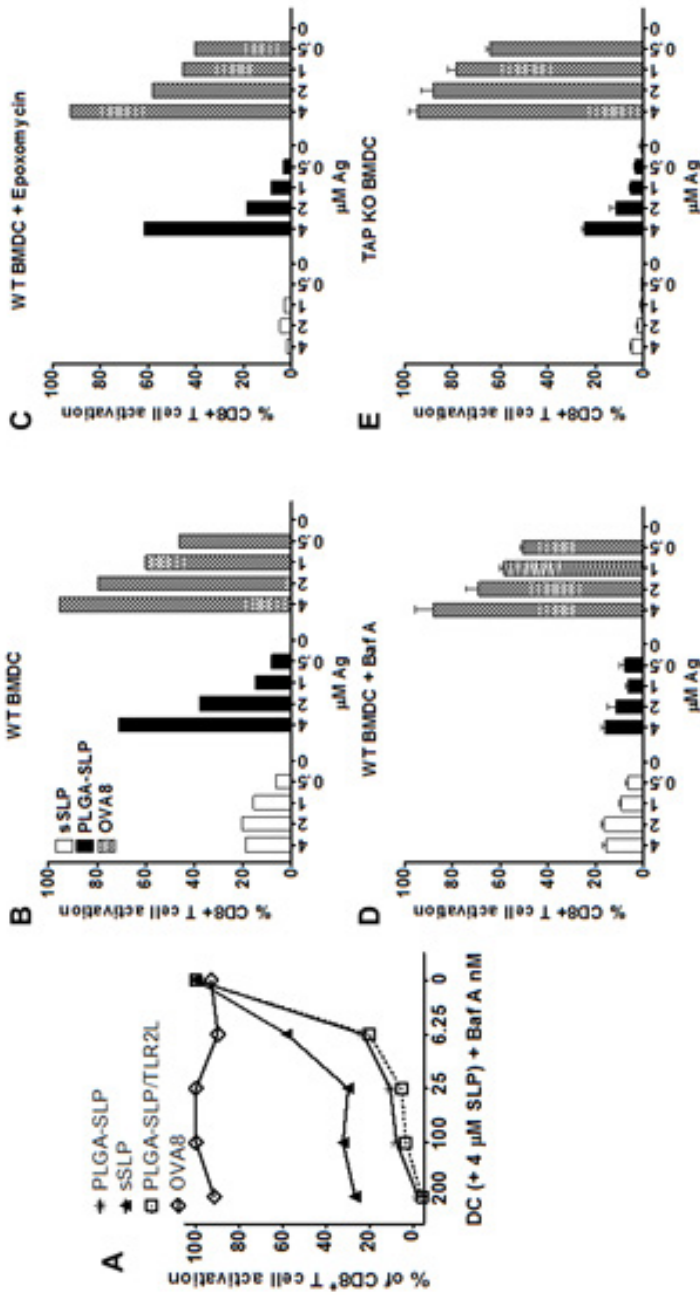 A
PLGA-SLP
sSLP
PLGA-SLP/TLR2L
OVA8
% of CD8+ T cell activation
100
80
60
40
20
0
200 100 25 6.25 0
DC (+ 4 µM SLP) + Baf A nM
B
WT BMDC
sSLP
PLGA-SLP
OVA8
% CD8+ T cell activation
100
80
60
40
20
0
4 2 1 0.5 0 4 2 1 0.5 0 4 2 1 0.5 0
µM Ag
C
WT BMDC + Epoxomycin
% CD8+ T cell activation
100
80
60
40
20
0
4 2 1 0.5 0 4 2 1 0.5 0 4 2 1 0.5 0
µM Ag
D
WT BMDC + Baf A
% CD8+ T cell activation
100
80
60
40
20
0
4 2 1 0.5 0 4 2 1 0.5 0 4 2 1 0.5 0
µM Ag
E
TAP KO BMDC
% CD8+ T cell activation
100
80
60
40
20
0
4 2 1 0.5 0 4 2 1 0.5 0 4 2 1 0.5 0
µM Ag